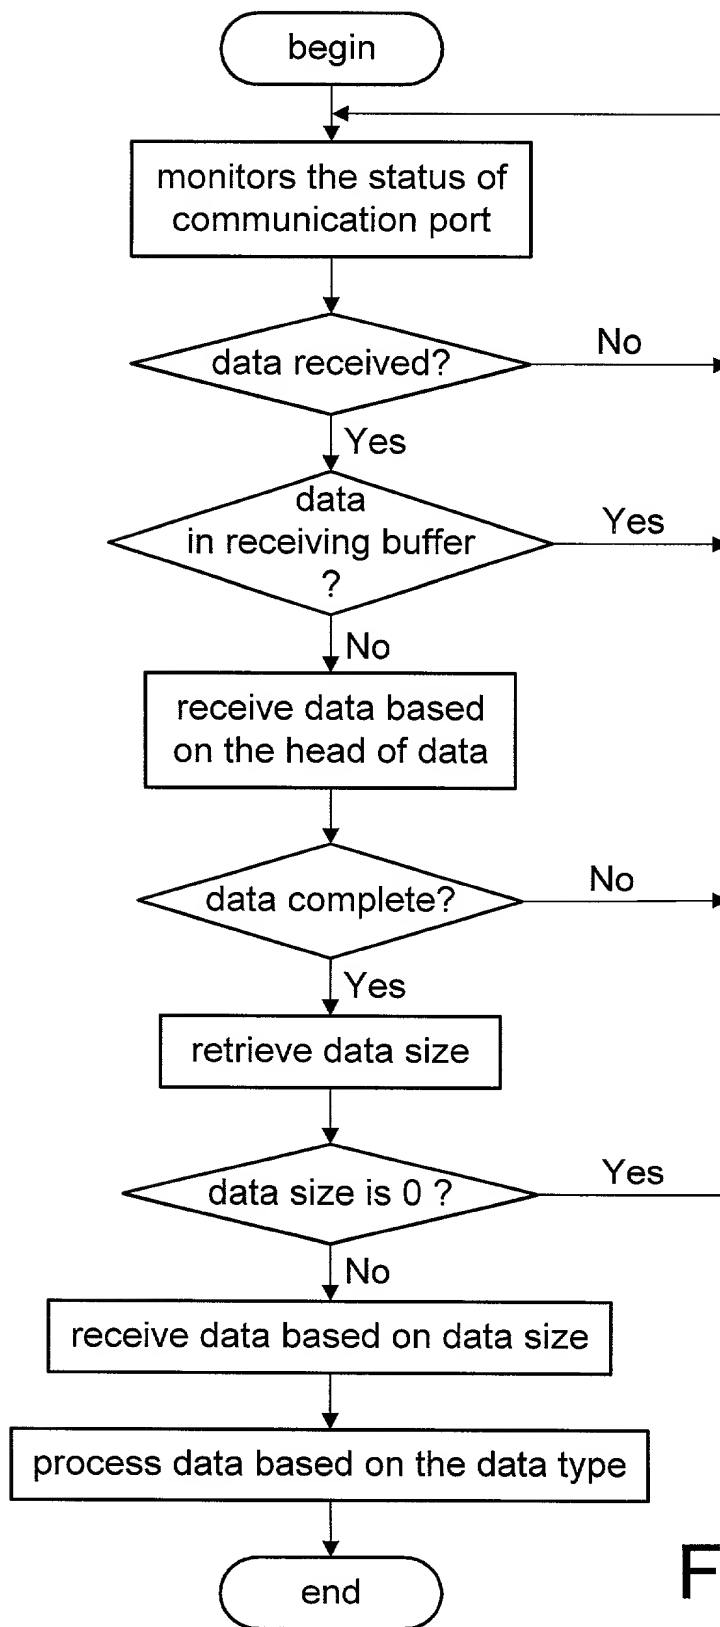 begin
monitors the status of
communication port
data received?
No
Yes
data
in receiving buffer
?
Yes
No
receive data based
on the head of data
data complete?
No
Yes
retrieve data size
data size is 0 ?
Yes
No
receive data based on data size
process data based on the data type
end
F